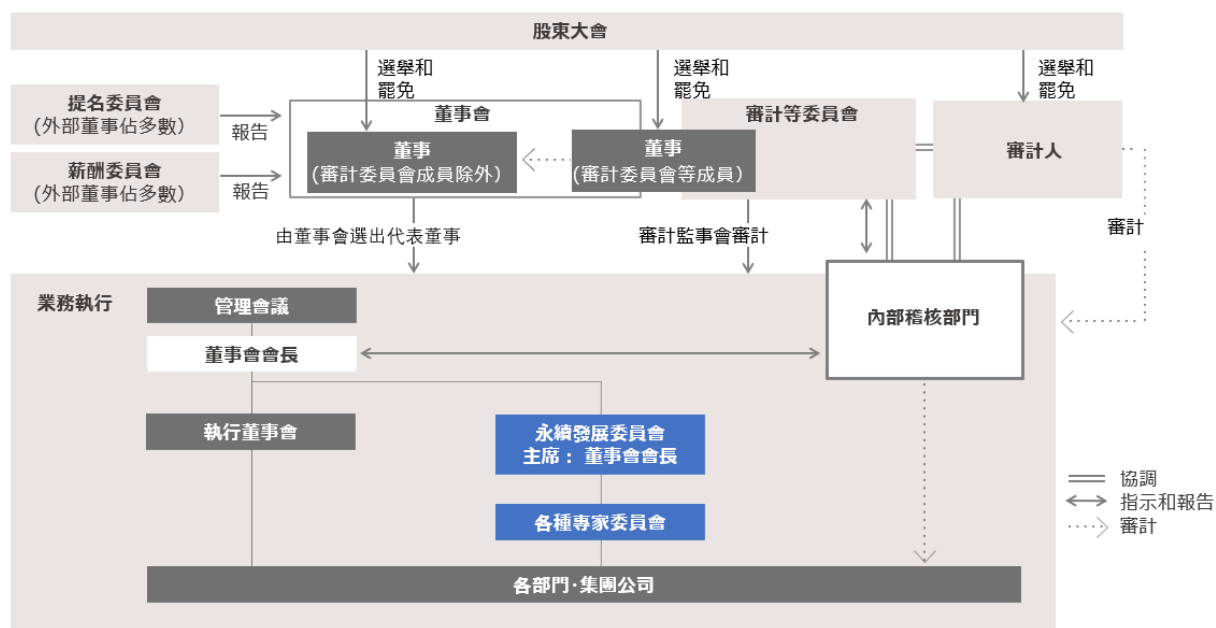 股東大會
選舉和
罷免
選舉和
罷免
選舉和
罷免
提名委員會
(外部董事佔多數)
報告
薪酬委員會
(外部董事佔多數)
報告
董事會
董事
(審計委員會成員除外)
審計等委員會
董事
(審計委員會等成員)
審計人
審計
由董事會選出代表董事
審計監事會審計
業務執行
管理會議
董事會會長
內部稽核部門
執行董事會
永續發展委員會
主席： 董事會會長
各種專家委員會
各部門·集團公司
協調
指示和報告
審計